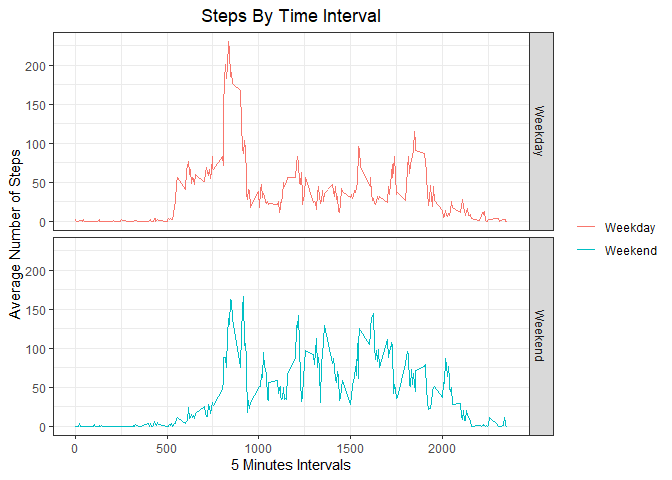 Steps By Time Interval
Average Number of Steps
200
150
100
50
0
Weekday
200
150
100
50
0
Weekend
0 500 1000 1500 2000
5 Minutes Intervals
Weekday
Weekend